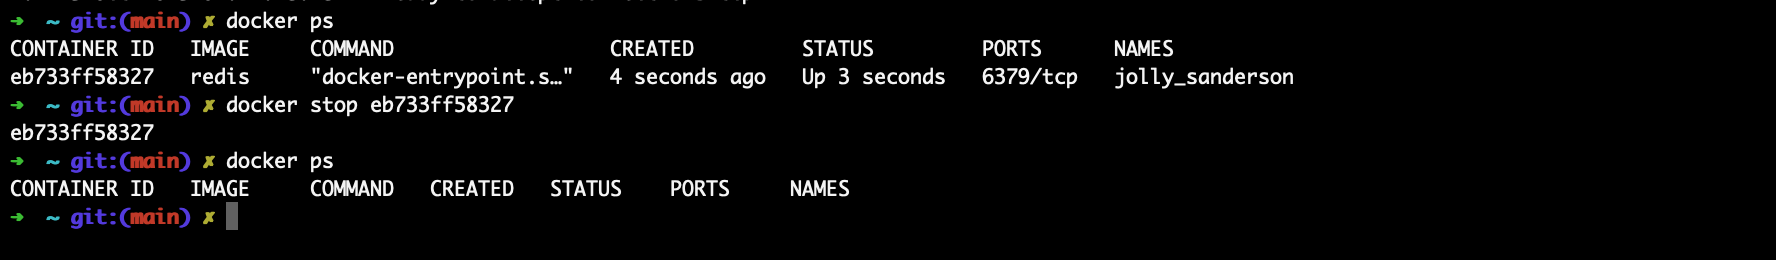 ➜ ~ git:(main) ✗ docker ps
CONTAINER ID IMAGE COMMAND CREATED STATUS PORTS NAMES
eb733ff58327 redis "docker-entrypoint.s…" 4 seconds ago Up 3 seconds 6379/tcp jolly_sanderson
➜ ~ git:(main) ✗ docker stop eb733ff58327
eb733ff58327
➜ ~ git:(main) ✗ docker ps
CONTAINER ID IMAGE COMMAND CREATED STATUS PORTS NAMES
➜ ~ git:(main) ✗